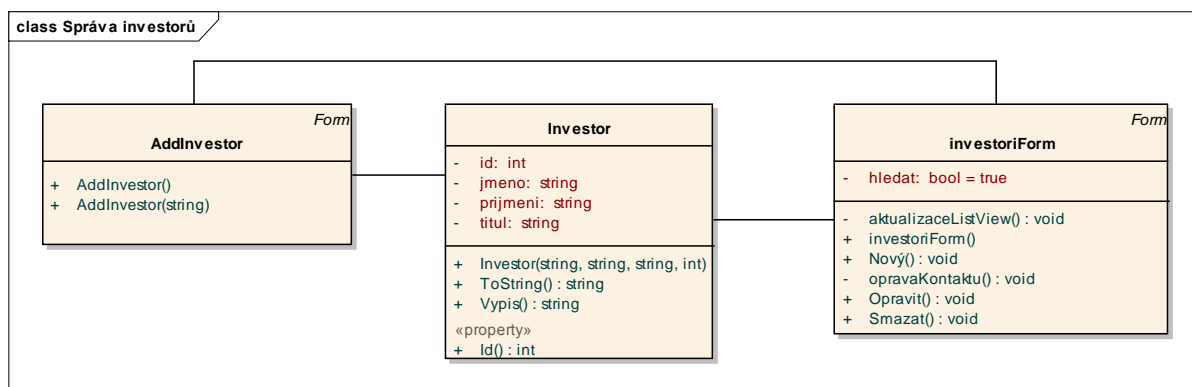 class Správa investorů
Form
AddInvestor
+ AddInvestor()
+ AddInvestor(string)
Investor
- id: int
- jmeno: string
- prijmeni: string
- titul: string
+ Investor(string, string, string, int)
+ ToString() : string
+ Vypis() : string
«property»
+ Id() : int
Form
investoriForm
- hledat: bool = true
- aktualizaceListView() : void
+ investoriForm()
+ Nový() : void
- opravaKontaktu() : void
+ Opravit() : void
+ Smazat() : void